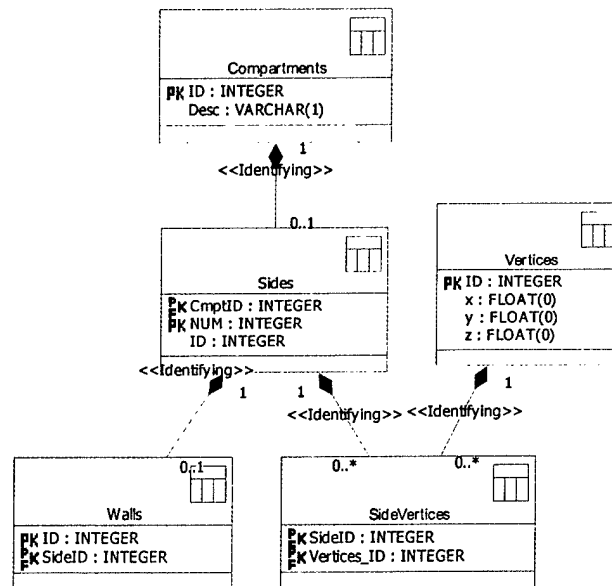 Compartments
PK ID : INTEGER
Desc : VARCHAR(1)
1
<<Identifying>>
0..1
Sides
PK CmptID : INTEGER
PK NUM : INTEGER
ID : INTEGER
Vertices
PK ID : INTEGER
x : FLOAT(0)
y : FLOAT(0)
z : FLOAT(0)
<<Identifying>>
1
1
<<Identifying>>
1
<<Identifying>>
0..1
0..*
0..*
Walls
PK ID : INTEGER
PK SideID : INTEGER
SideVertices
PK SideID : INTEGER
PK Vertices_ID : INTEGER